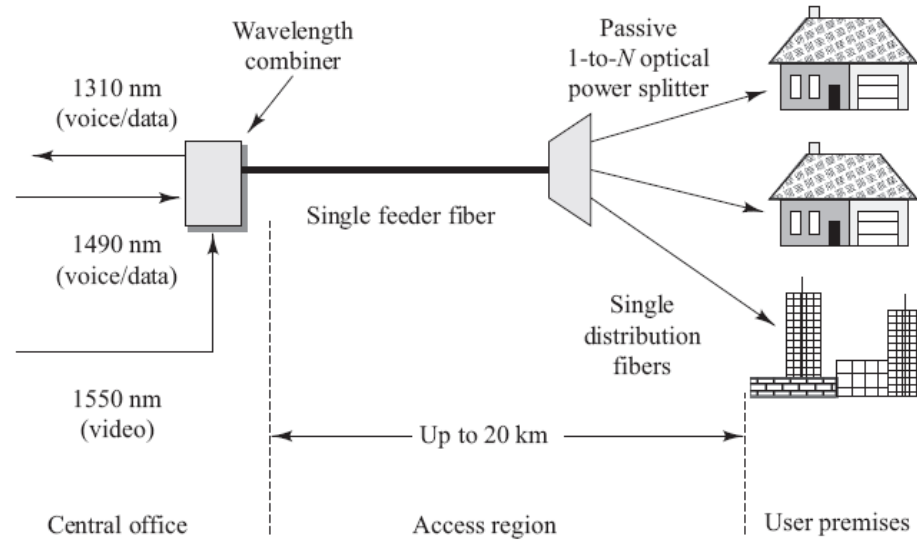 Wavelength
combiner
Passive
1-to-N optical
power splitter
1310 nm
(voice/data)
Single feeder fiber
1490 nm
(voice/data)
Single
distribution
fibers
1550 nm
(video)
Up to 20 km
Central office
Access region
User premises